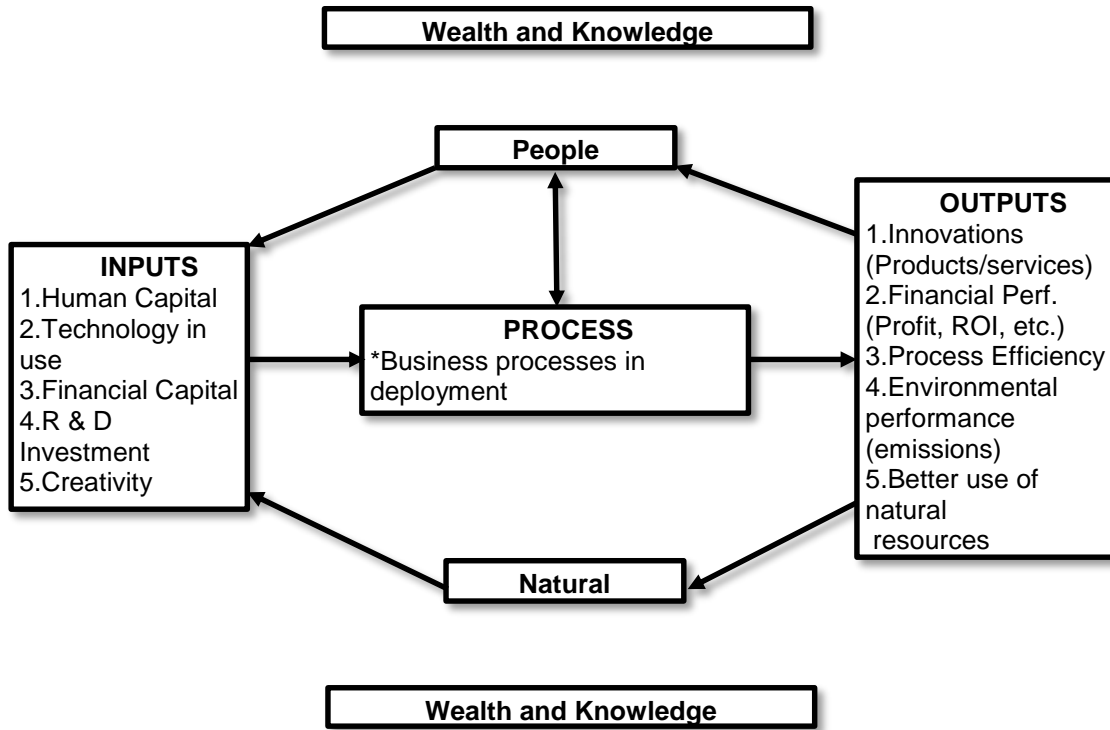 Wealth and Knowledge
People
INPUTS
1.Human Capital
2.Technology in
use
3.Financial Capital
4.R & D
Investment
5.Creativity
PROCESS
*Business processes in
deployment
OUTPUTS
1.Innovations
(Products/services)
2.Financial Perf.
(Profit, ROI, etc.)
3.Process Efficiency
4.Environmental
performance
(emissions)
5.Better use of
natural
resources
Natural
Wealth and Knowledge